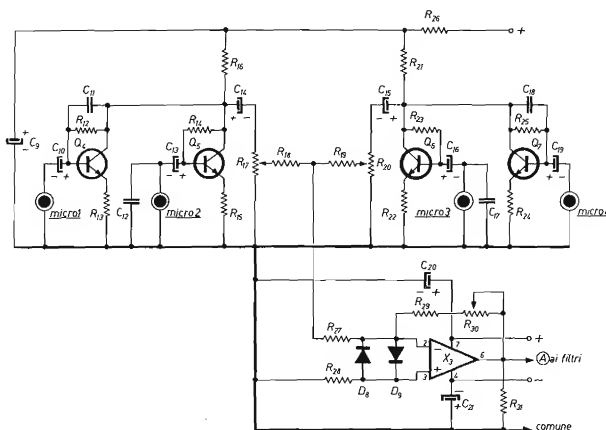 R26
+
R16
R21
C11
C14
C15
C18
R12
R14
R23
R25
+
C9
C10
Q4
C13
Q5
R17
R18
R19
R20
Q6
C16
Q7
C19
micro1
R13
C12
micro2
R15
R22
micro3
C17
R24
micro4
C20
- +
R29
R30
R27
+
2 - 7
X3
6
A ai filtri
R28
3 + 4
~
D8
D9
-
+
C21
R31
comune